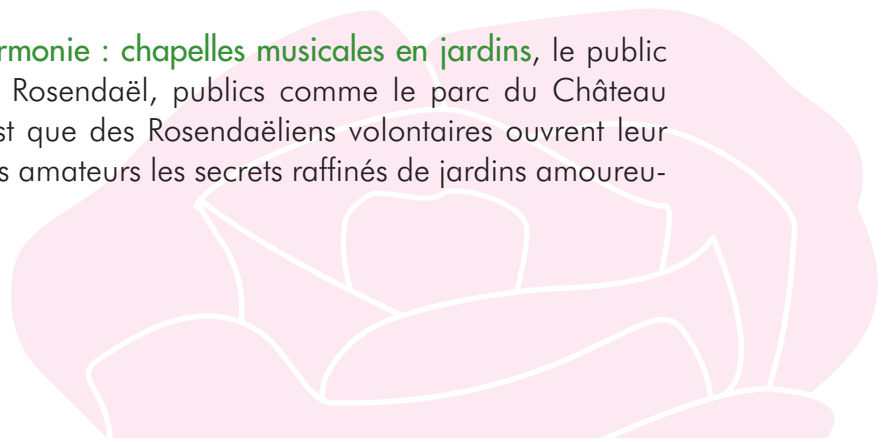 rmonie : chapelles musicales en jardins, le public
Rosendaël, publics comme le parc du Château
st que des Rosendaëliens volontaires ouvrent leur
s amateurs les secrets raffinés de jardins amoureu-